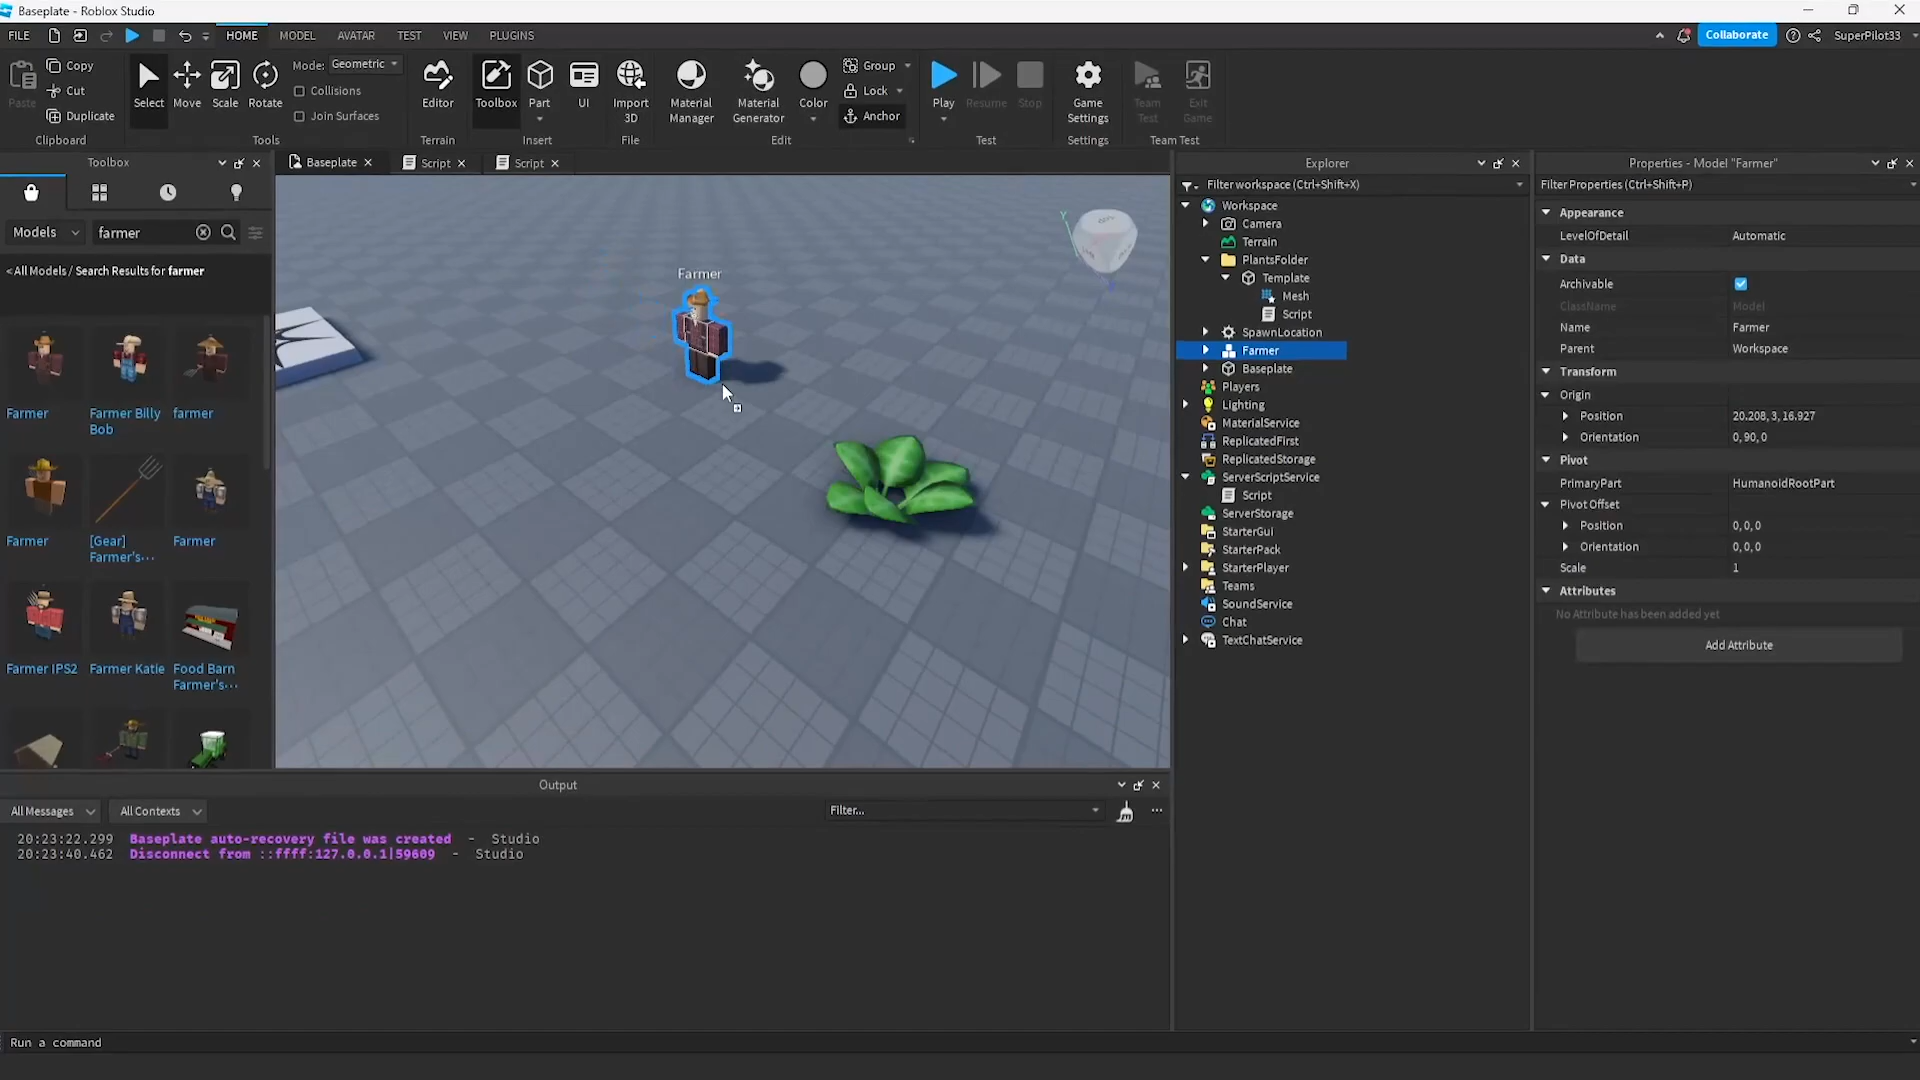 Baseplate - Roblox Studio
FILE
HOME
MODEL
AVATAR
TEST
VIEW
PLUGINS
Collaborate
SuperPilot33
Paste
Copy
Cut
Duplicate
Clipboard
Select
Move
Scale
Rotate
Mode:
Geometric
Collisions
Join Surfaces
Tools
Editor
Terrain
Toolbox
Part
UI
Insert
Import
3D
File
Material
Manager
Material
Generator
Color
Group
Lock
Anchor
Edit
Play
Resume
Stop
Test
Game
Settings
Settings
Team
Test
Exit
Game
Team Test
Toolbox
Models
farmer
< All Models / Search Results for farmer
Farmer
Farmer Billy
Bob
farmer
Farmer
[Gear]
Farmer's...
Farmer
Farmer IPS2
Farmer Katie
Food Barn
Farmer's...
Baseplate
Script
Script
Farmer
Y
Explorer
Filter workspace (Ctrl+Shift+X)
Workspace
Camera
Terrain
PlantsFolder
Template
Mesh
Script
SpawnLocation
Farmer
Baseplate
Players
Lighting
MaterialService
ReplicatedFirst
ReplicatedStorage
ServerScriptService
Script
ServerStorage
StarterGui
StarterPack
StarterPlayer
Teams
SoundService
Chat
TextChatService
Properties - Model "Farmer"
Filter Properties (Ctrl+Shift+P)
Appearance
LevelOfDetail Automatic
Data
Archivable
ClassName Model
Name Farmer
Parent Workspace
Transform
Origin
Position 20.208, 3, 16.927
Orientation 0, 90, 0
Pivot
PrimaryPart HumanoidRootPart
Pivot Offset
Position 0, 0, 0
Orientation 0, 0, 0
Scale 1
Attributes
No Attribute has been added yet
Add Attribute
Output
All Messages
All Contexts
Filter...
20:23:22.299 Baseplate auto-recovery file was created - Studio
20:23:40.462 Disconnect from ::ffff:127.0.0.1|59609 - Studio
Run a command